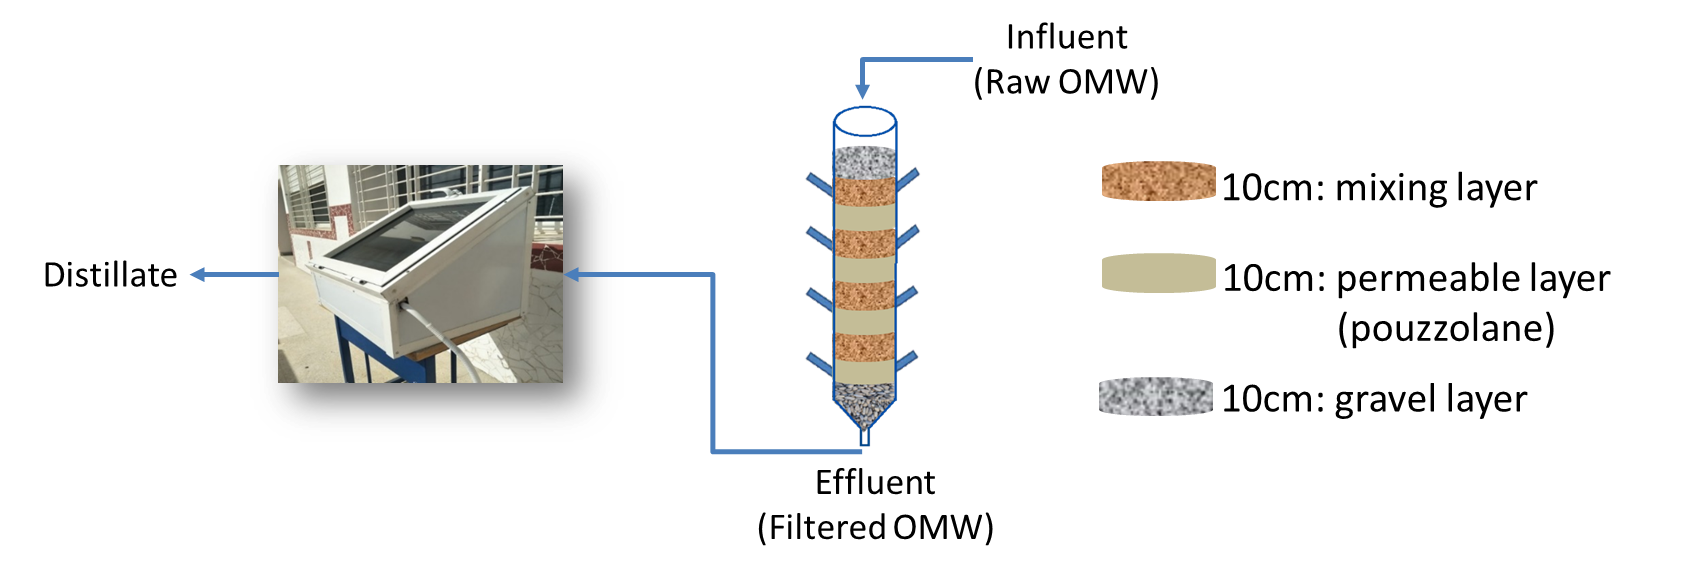 Influent
(Raw OMW)
10cm: mixing layer
Distillate
10cm: permeable layer
(pouzzolane)
10cm: gravel layer
Effluent
(Filtered OMW)